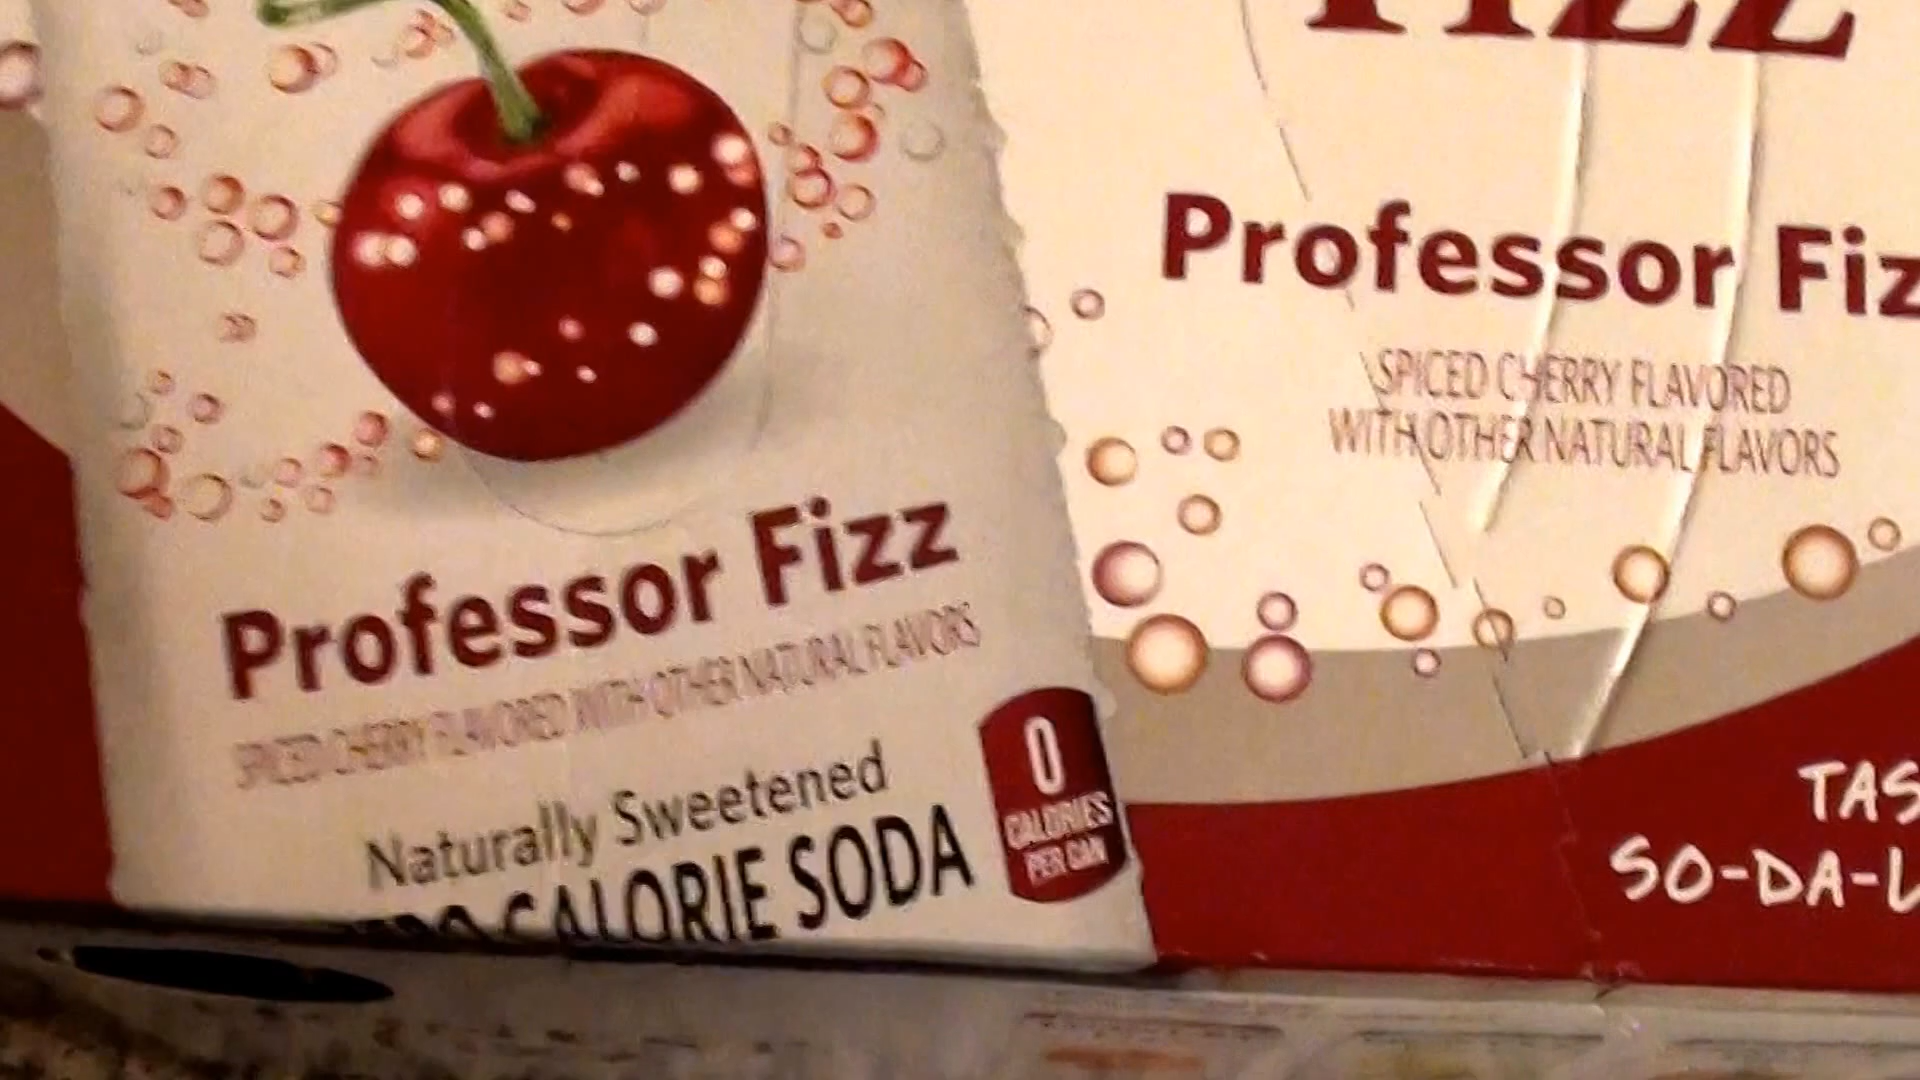 Professor Fizz
SPICED CHERRY FLAVORED WITH OTHER NATURAL FLAVORS
Naturally Sweetened
CALORIE SODA
0
CALORIES
PER CAN
FIZZ
Professor Fiz
SPICED CHERRY FLAVORED
WITH OTHER NATURAL FLAVORS
TAS
SO-DA-L